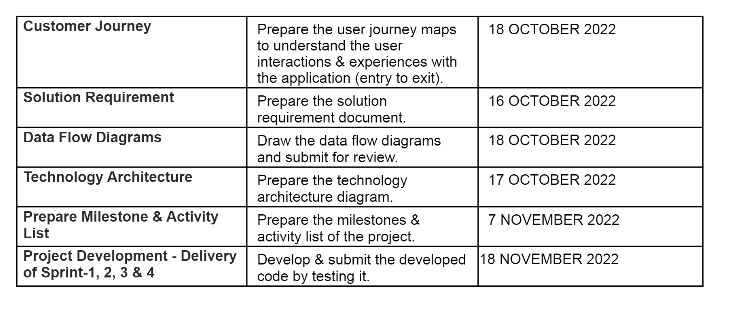 Customer Journey
Prepare the user journey maps
to understand the user
interactions & experiences with
the application (entry to exit).
18 OCTOBER 2022
Solution Requirement
Prepare the solution
requirement document.
16 OCTOBER 2022
Data Flow Diagrams
Draw the data flow diagrams
and submit for review.
18 OCTOBER 2022
Technology Architecture
Prepare the technology
architecture diagram.
17 OCTOBER 2022
Prepare Milestone & Activity
List
Prepare the milestones &
activity list of the project.
7 NOVEMBER 2022
Project Development - Delivery
of Sprint-1, 2, 3 & 4
Develop & submit the developed
code by testing it.
18 NOVEMBER 2022